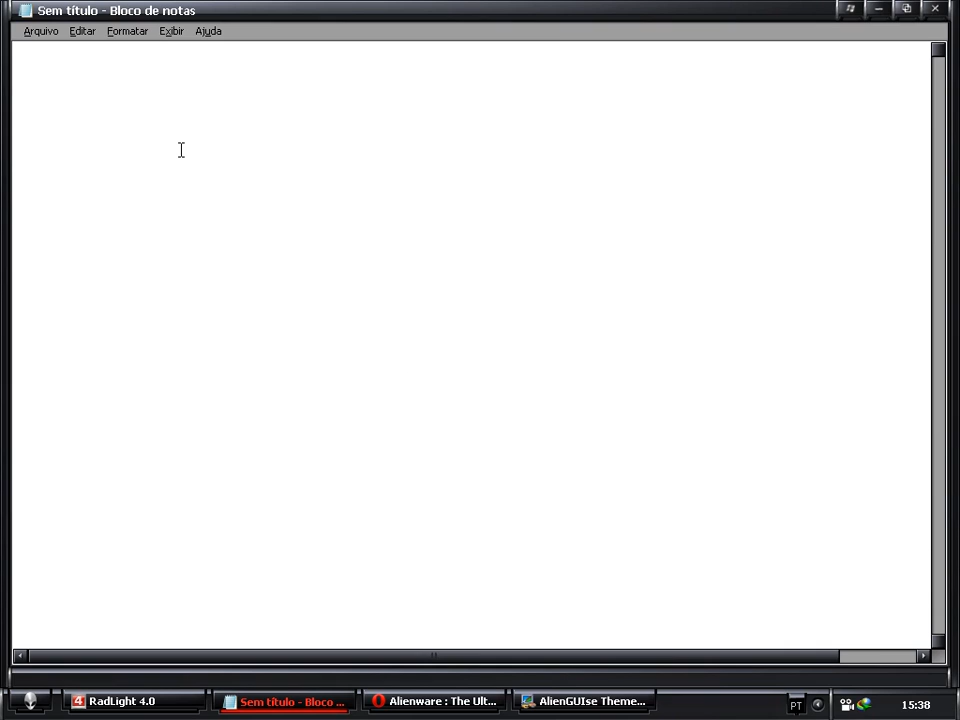 Sem título - Bloco de notas
Arquivo Editar Formatar Exibir Ajuda
RadLight 4.0 Sem título - Bloco ... Alienware : The Ult... AlienGUIse Theme... PT 15:38